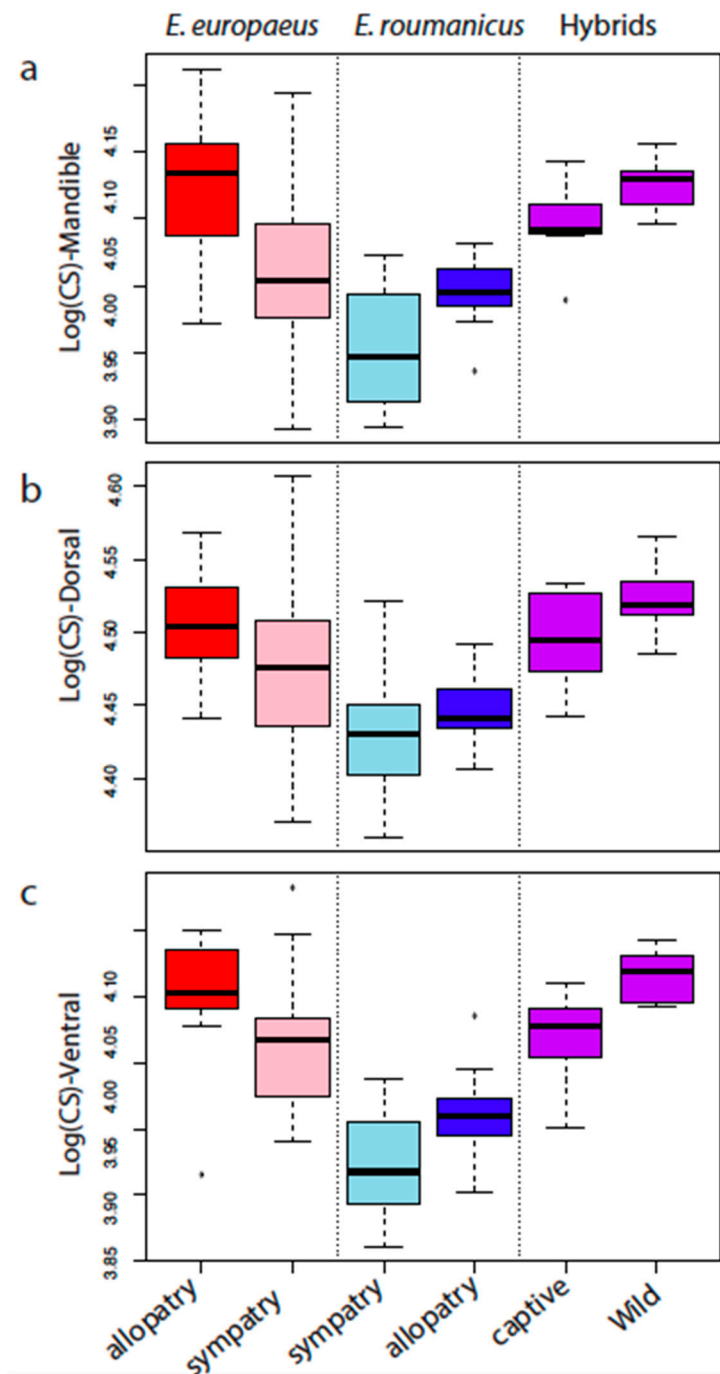 E. europaeus E. roumanicus Hybrids
a
Log(CS)-Mandible
4.15
4.10
4.05
4.00
3.95
3.90
b
Log(CS)-Dorsal
4.60
4.55
4.50
4.45
4.40
c
Log(CS)-Ventral
4.10
4.05
4.00
3.95
3.90
3.85
allopatry sympatry sympatry allopatry captive Wild